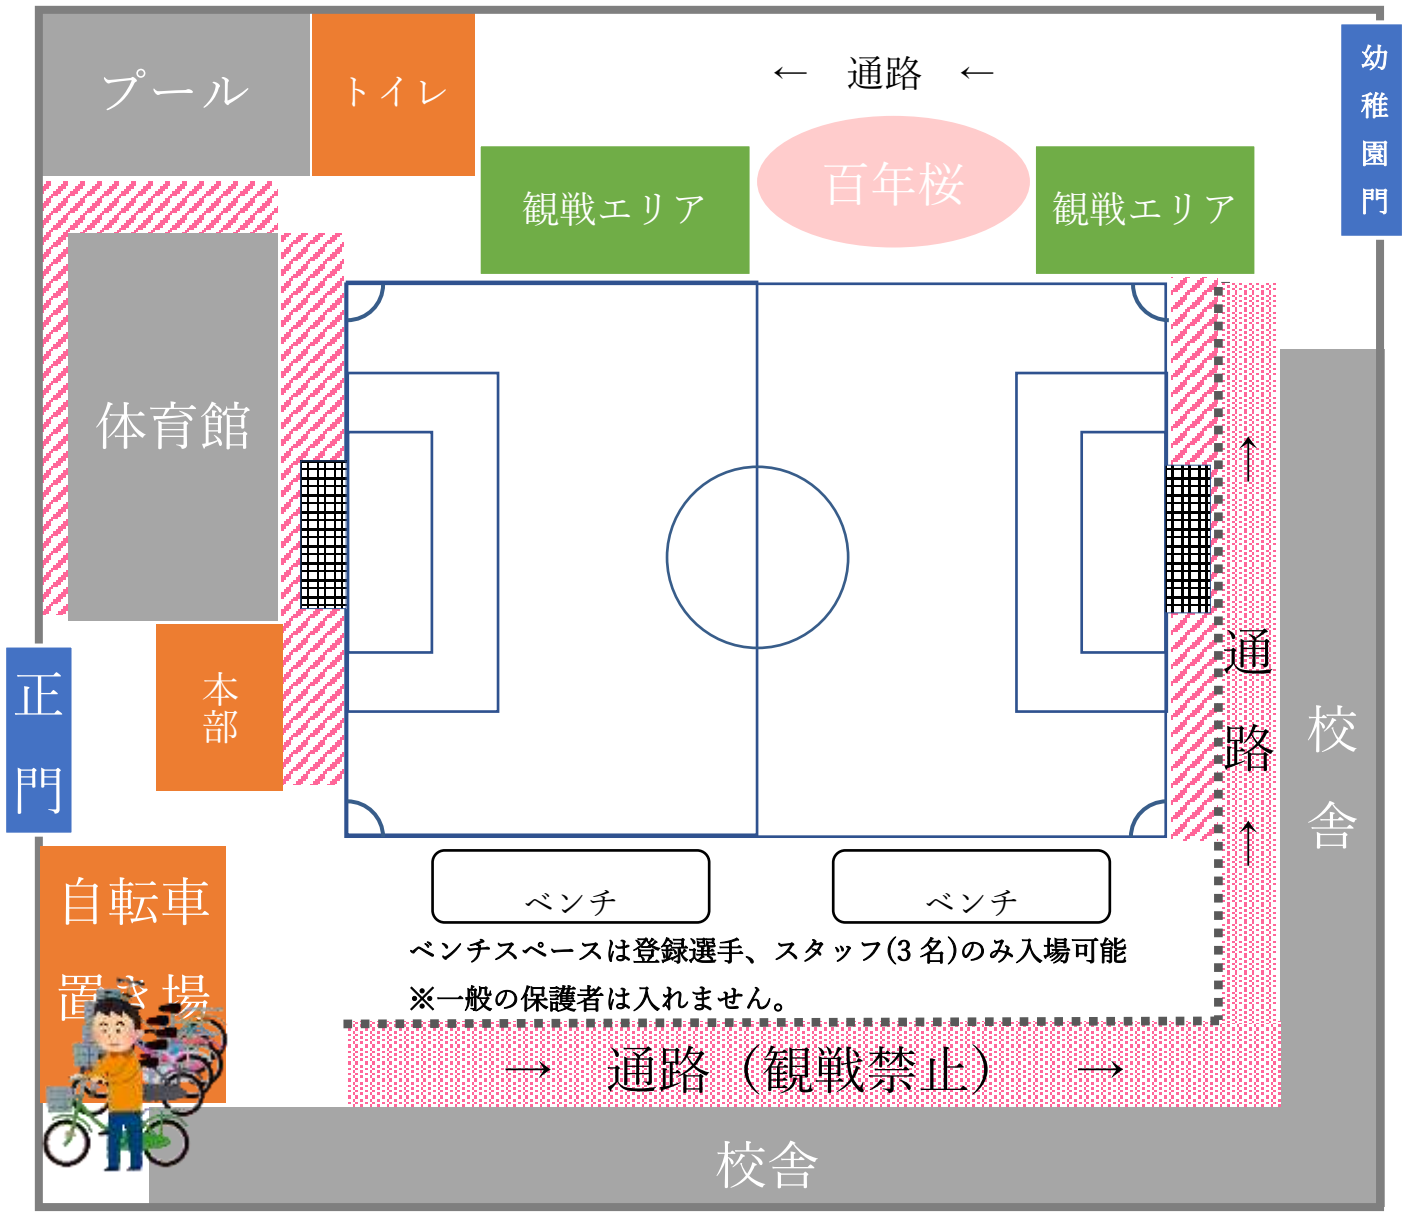 プール
トイレ
← 通路 ←
幼稚園門
観戦エリア
百年桜
観戦エリア
体育館
本部
正門
通路
↑
↑
校舎
自転車
置き場
ベンチ
ベンチ
ベンチスペースは登録選手、スタッフ(3 名)のみ入場可能
※一般の保護者は入れません。
→ 通路（観戦禁止） →
校舎